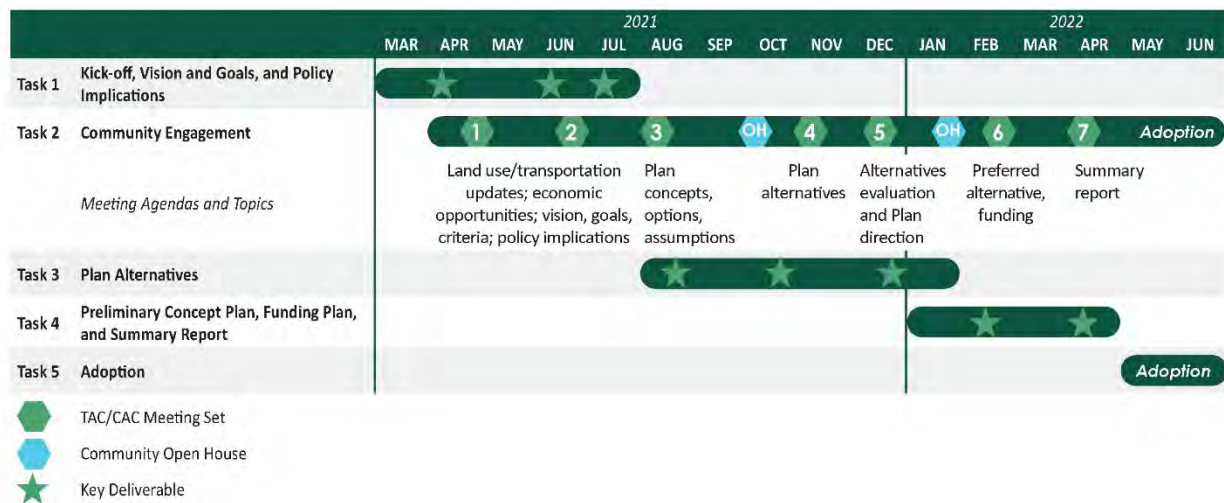 2021
2022
MAR APR MAY JUN JUL AUG SEP OCT NOV DEC JAN FEB MAR APR MAY JUN
Task 1 Kick-off, Vision and Goals, and Policy
Implications
Task 2 Community Engagement
1 2 3 OH 4 5 OH 6 7 Adoption
Meeting Agendas and Topics
Land use/transportation
updates; economic
opportunities; vision, goals,
criteria; policy implications
Plan
concepts,
options,
assumptions
Plan
alternatives
Alternatives
evaluation
and Plan
direction
Preferred
alternative,
funding
Summary
report
Task 3 Plan Alternatives
Task 4 Preliminary Concept Plan, Funding Plan,
and Summary Report
Task 5 Adoption
Adoption
TAC/CAC Meeting Set
Community Open House
Key Deliverable